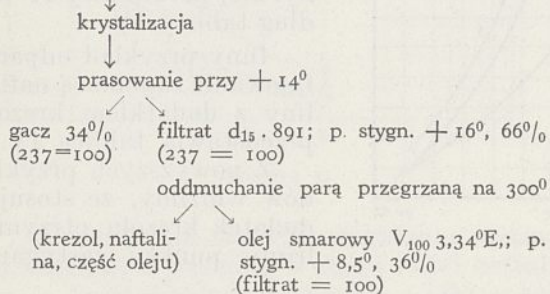 krystalizacja
prasowanie przy + 14⁰
gacz 34⁰/₀ filtrat d₁₅ . 891; p. stygn. + 16⁰, 66⁰/₀
(237=100) (237 = 100)
oddmuchanie parą przegrzaną na 300⁰
(krezol, naftali- olej smarowy V₁₀₀ 3,34⁰E,; p.
na, część oleju) stygn. + 8,5⁰, 36⁰/₀
(filtrat = 100)